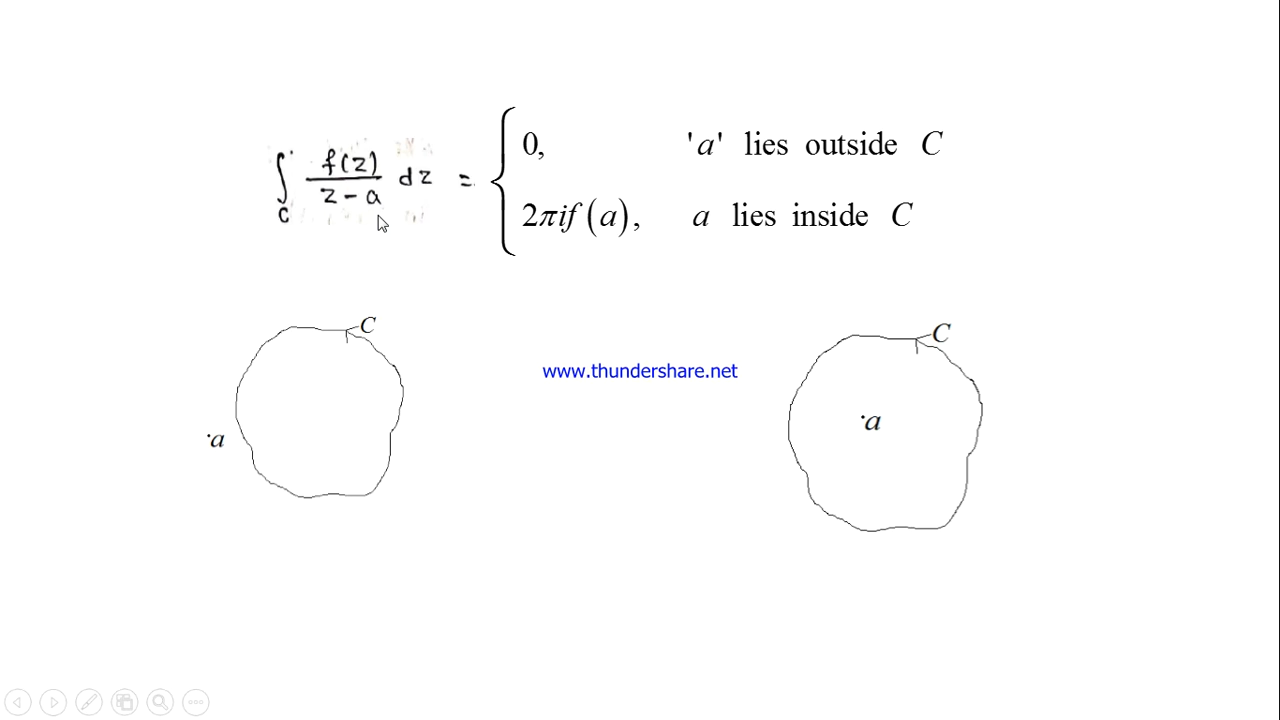 ∫_C f(z)/(z-a) dz = { 0, 'a' lies outside C
2πif(a), a lies inside C
C
C
www.thundershare.net
·a
·a